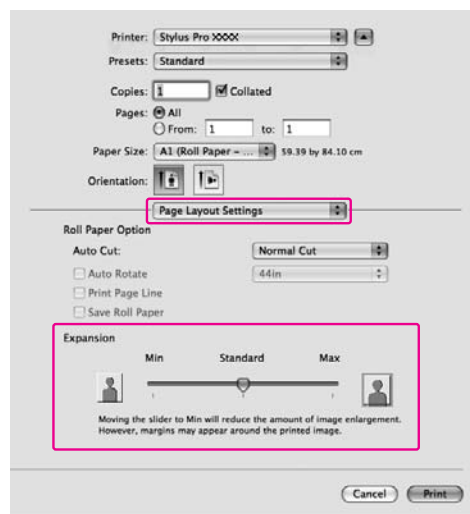 Printer: Stylus Pro XXXX
Presets: Standard
Copies: 1 Collated
Pages: All
From: 1 to: 1
Paper Size: A1 (Roll Paper - ... 59.39 by 84.10 cm
Orientation:
Page Layout Settings
Roll Paper Option
Auto Cut: Normal Cut
Auto Rotate 44in
Print Page Line
Save Roll Paper
Expansion
Min Standard Max
Moving the slider to Min will reduce the amount of image enlargement.
However, margins may appear around the printed image.
Cancel Print